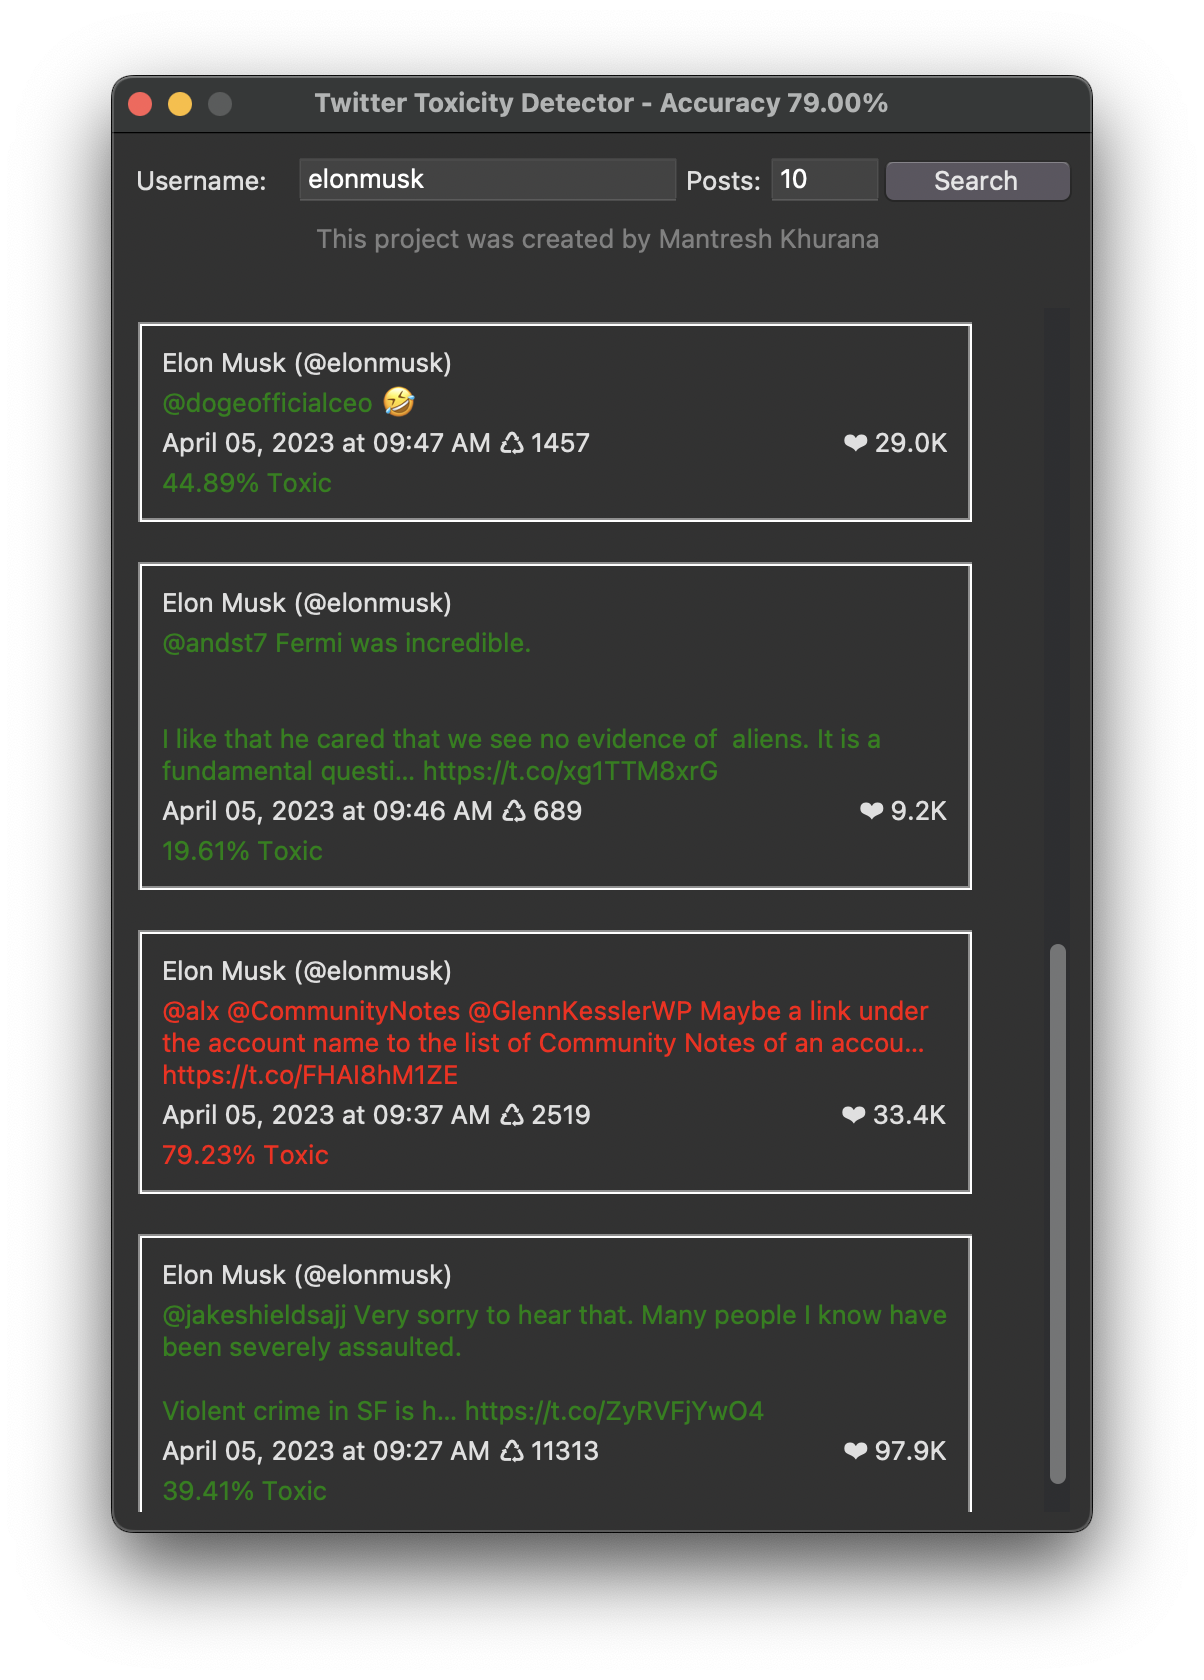 Twitter Toxicity Detector - Accuracy 79.00%
Username: elonmusk Posts: 10 Search
This project was created by Mantresh Khurana
Elon Musk (@elonmusk)
@dogeofficialceo 🤣
April 05, 2023 at 09:47 AM ♺ 1457 ❤ 29.0K
44.89% Toxic
Elon Musk (@elonmusk)
@andst7 Fermi was incredible.
I like that he cared that we see no evidence of  aliens. It is a
fundamental questi… https://t.co/xg1TTM8xrG
April 05, 2023 at 09:46 AM ♺ 689 ❤ 9.2K
19.61% Toxic
Elon Musk (@elonmusk)
@alx @CommunityNotes @GlennKesslerWP Maybe a link under
the account name to the list of Community Notes of an accou…
https://t.co/FHAI8hM1ZE
April 05, 2023 at 09:37 AM ♺ 2519 ❤ 33.4K
79.23% Toxic
Elon Musk (@elonmusk)
@jakeshieldsajj Very sorry to hear that. Many people I know have
been severely assaulted.
Violent crime in SF is h… https://t.co/ZyRVFjYwO4
April 05, 2023 at 09:27 AM ♺ 11313 ❤ 97.9K
39.41% Toxic